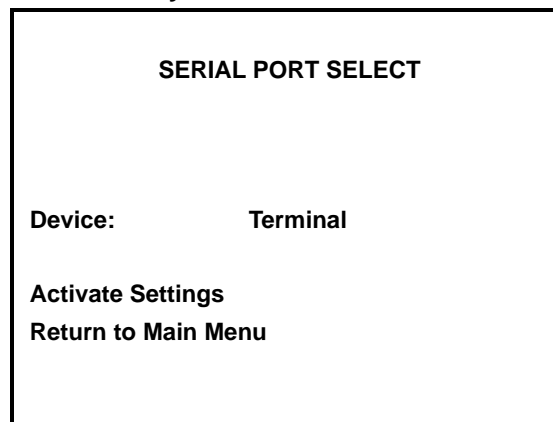 SERIAL PORT SELECT
Device: Terminal
Activate Settings
Return to Main Menu